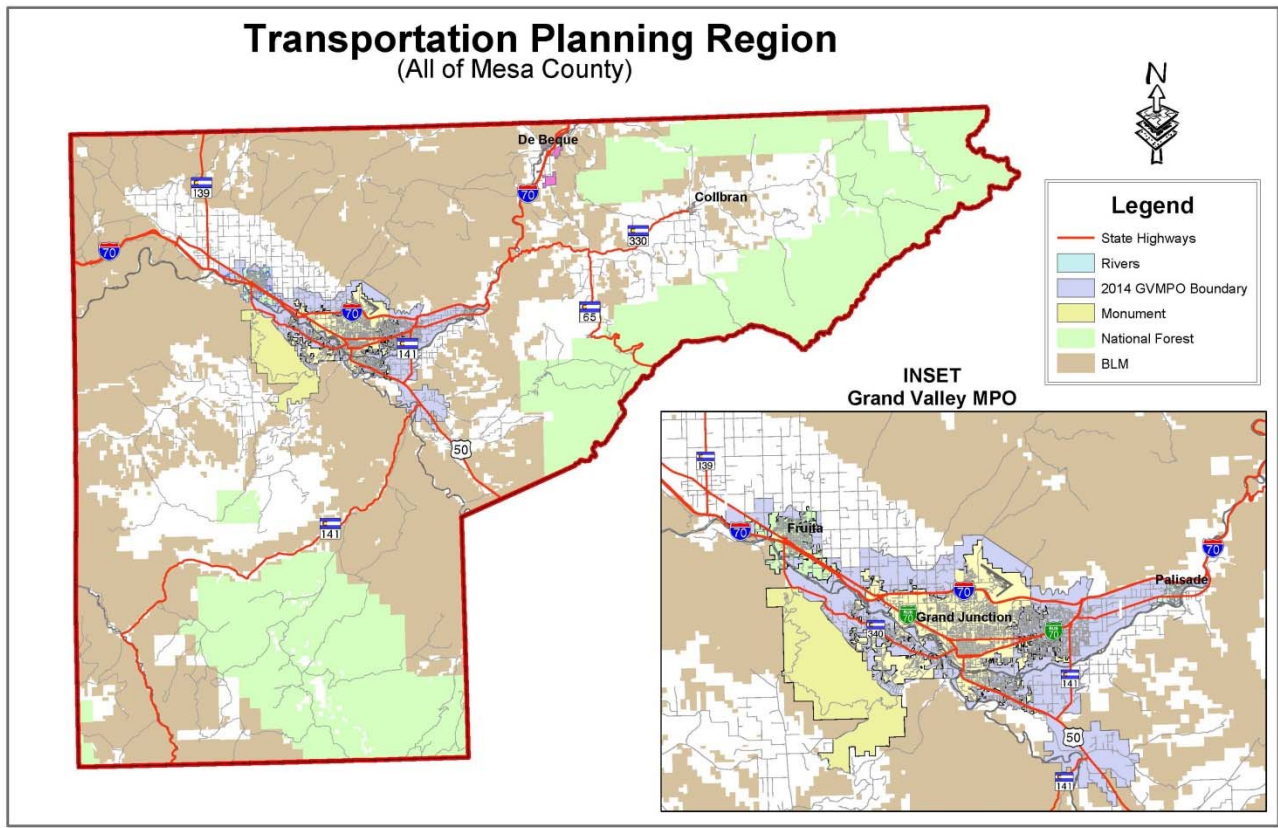 Transportation Planning Region
(All of Mesa County)
N
De Beque
139
70
Collbran
330
70
65
70
141
50
141
Legend
State Highways
Rivers
2014 GVMPO Boundary
Monument
National Forest
BLM
INSET
Grand Valley MPO
139
70
Fruita
70
70
Palisade
70
Grand Junction
340
70
141
50
141